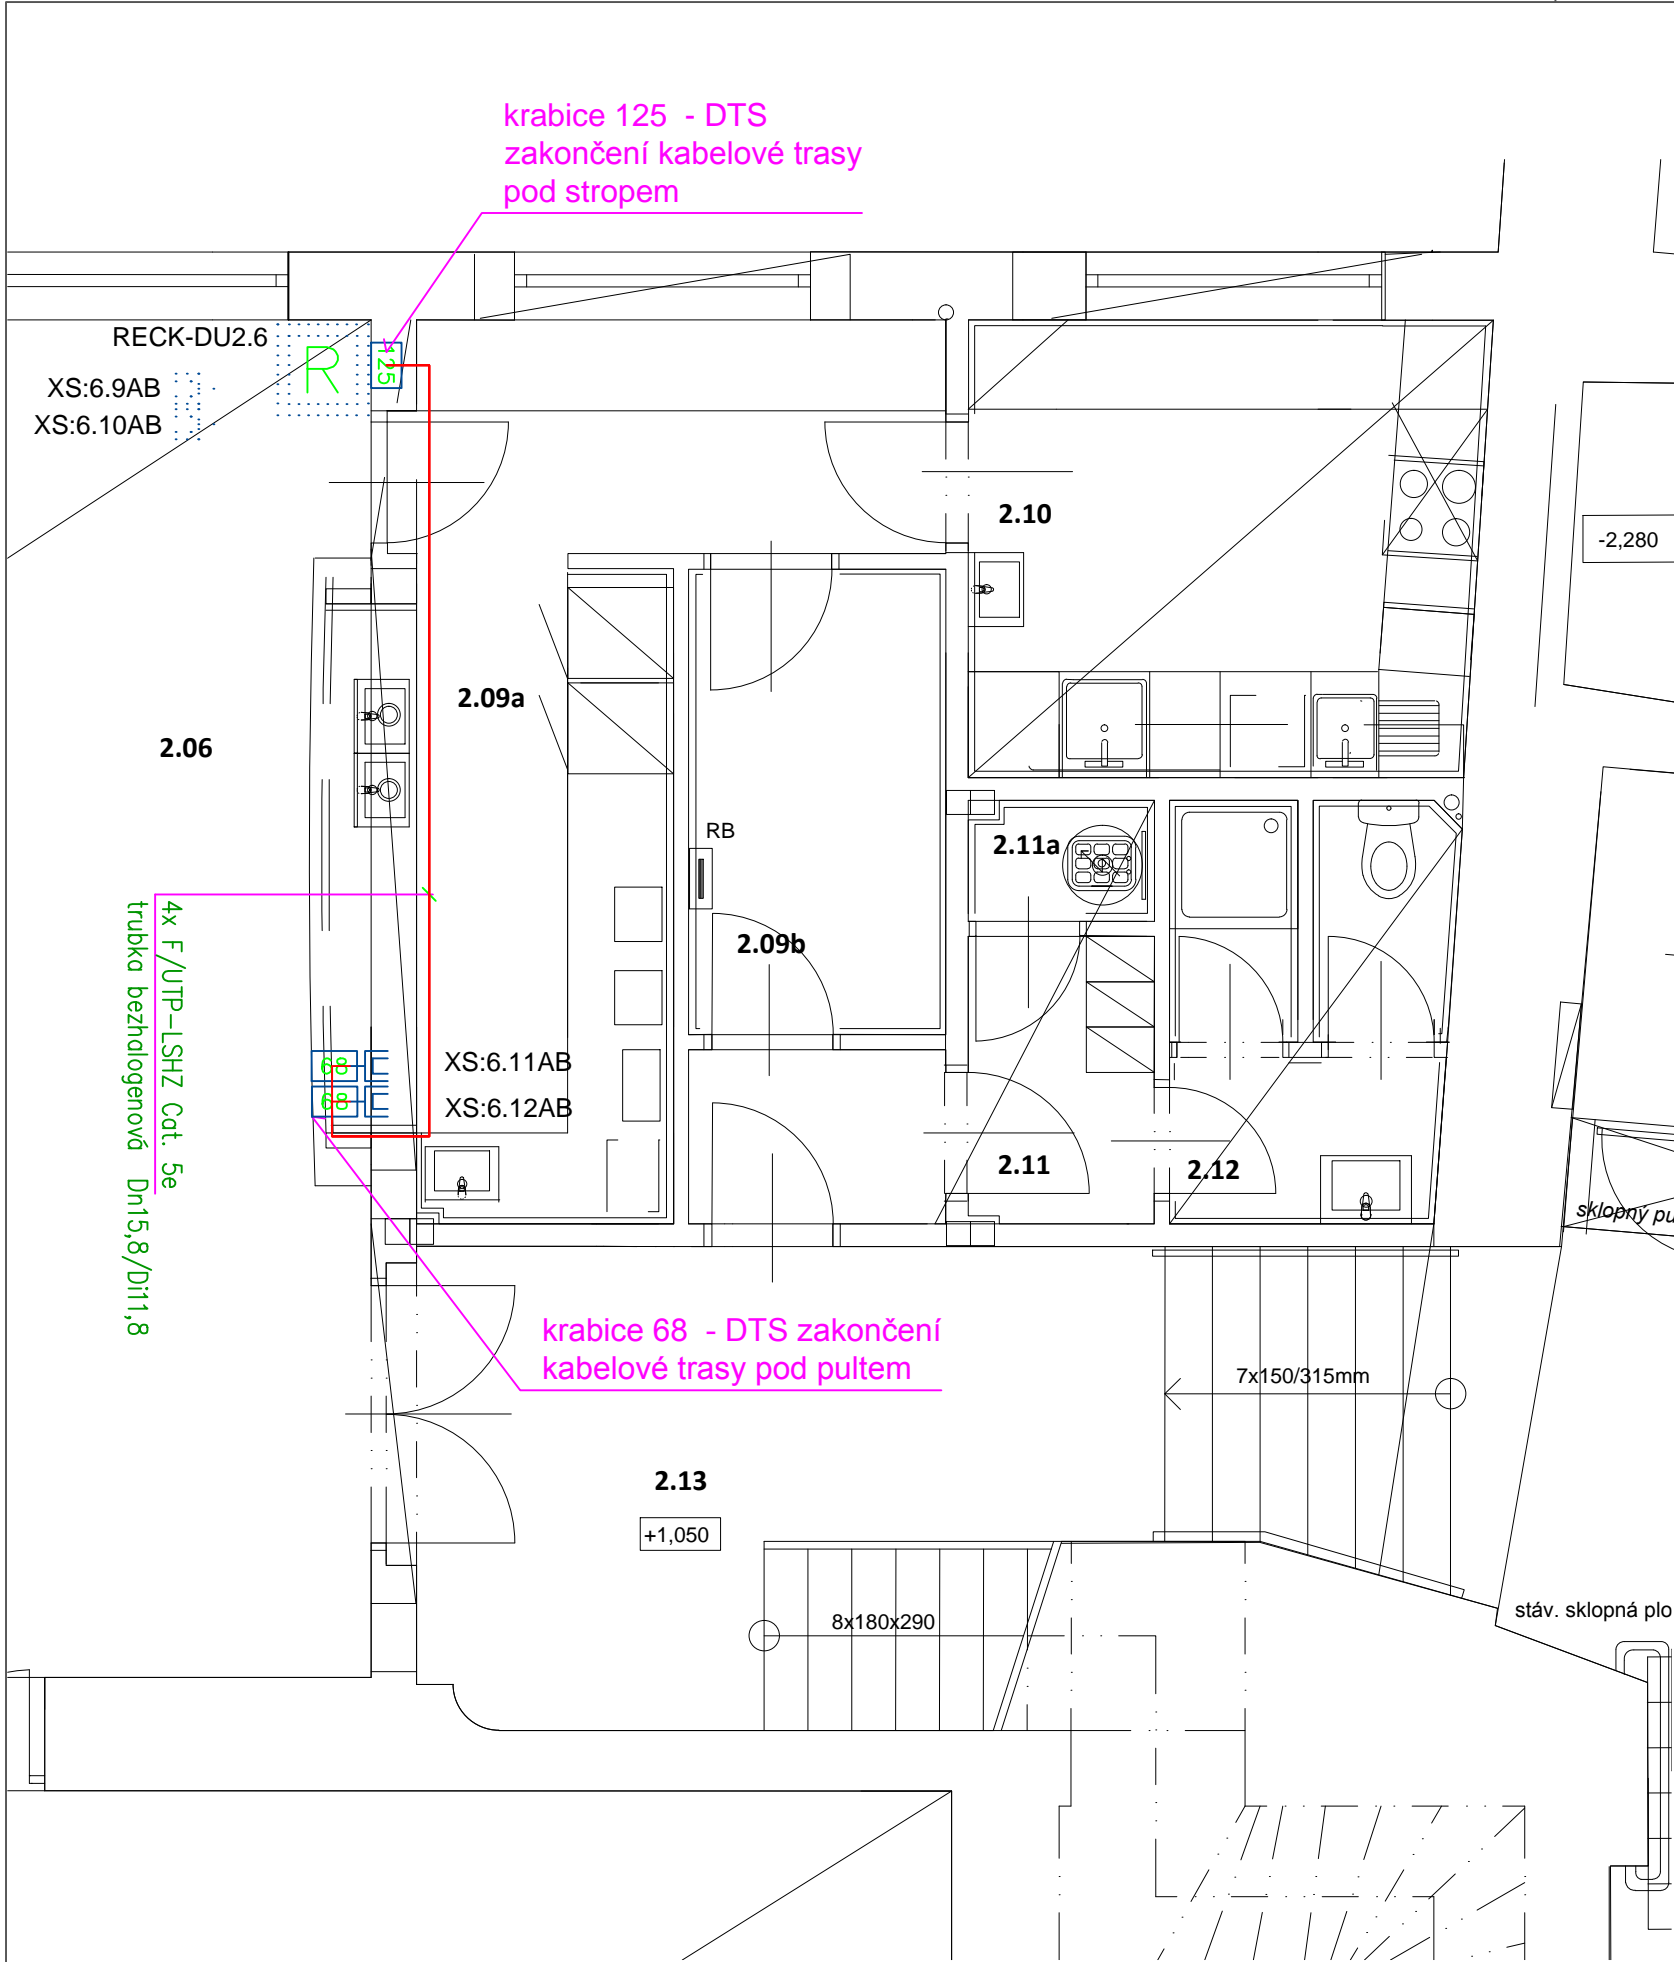 krabice 125 - DTS
zakončení kabelové trasy
pod stropem
RECK-DU2.6
R
125
XS:6.9AB
XS:6.10AB
2.10
-2,280
2.09a
2.06
RB
2.11a
2.09b
4x F/UTP-LSHZ Cat. 5e
trubka bezhalogenová Dn15,8/Di11,8
68
XS:6.11AB
68
XS:6.12AB
2.11
2.12
sklopný pu
krabice 68 - DTS zakončení
kabelové trasy pod pultem
7x150/315mm
2.13
+1,050
8x180x290
stáv. sklopná plo